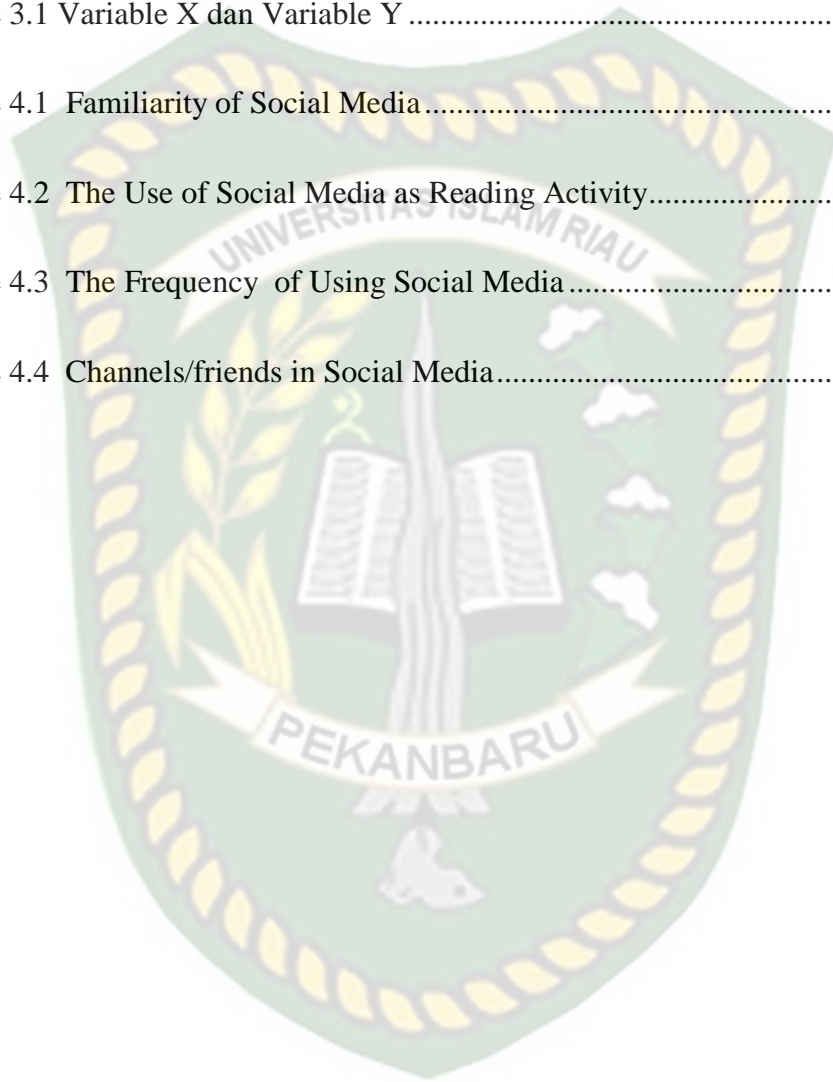 3.1 Variable X dan Variable Y ....................................................
4.1  Familiarity of Social Media ..................................................
4.2  The Use of Social Media as Reading Activity ......................
UNIVERSITAS ISLAM RIAU
4.3  The Frequency  of Using Social Media ................................
4.4  Channels/friends in Social Media .........................................
PEKANBARU